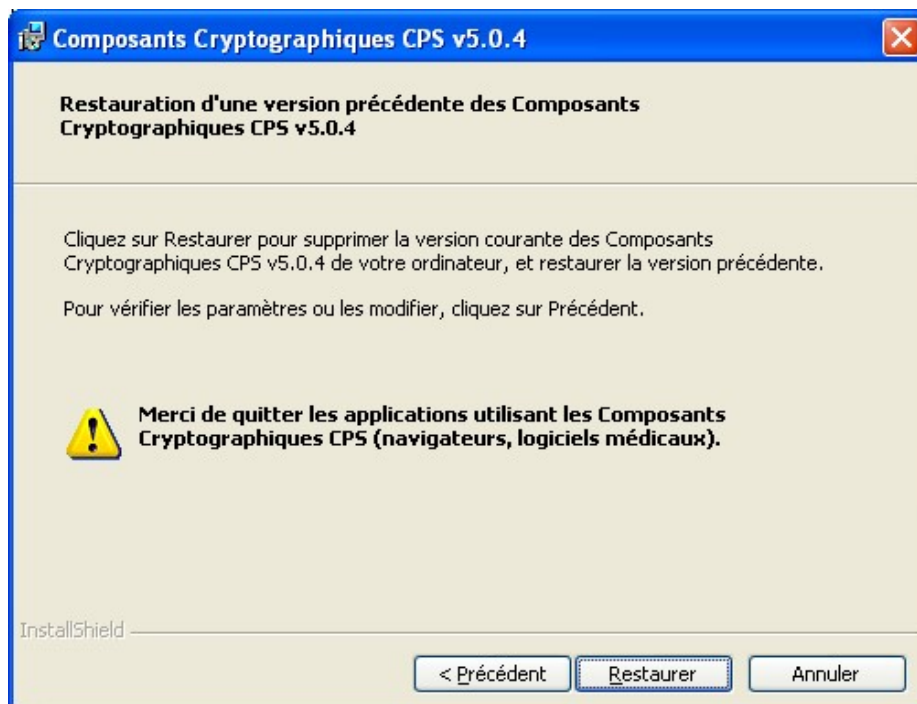 Composants Cryptographiques CPS v5.0.4
Restauration d'une version précédente des Composants
Cryptographiques CPS v5.0.4
Cliquez sur Restaurer pour supprimer la version courante des Composants
Cryptographiques CPS v5.0.4 de votre ordinateur, et restaurer la version précédente.
Pour vérifier les paramètres ou les modifier, cliquez sur Précédent.
Merci de quitter les applications utilisant les Composants
Cryptographiques CPS (navigateurs, logiciels médicaux).
InstallShield
< Précédent Restaurer Annuler